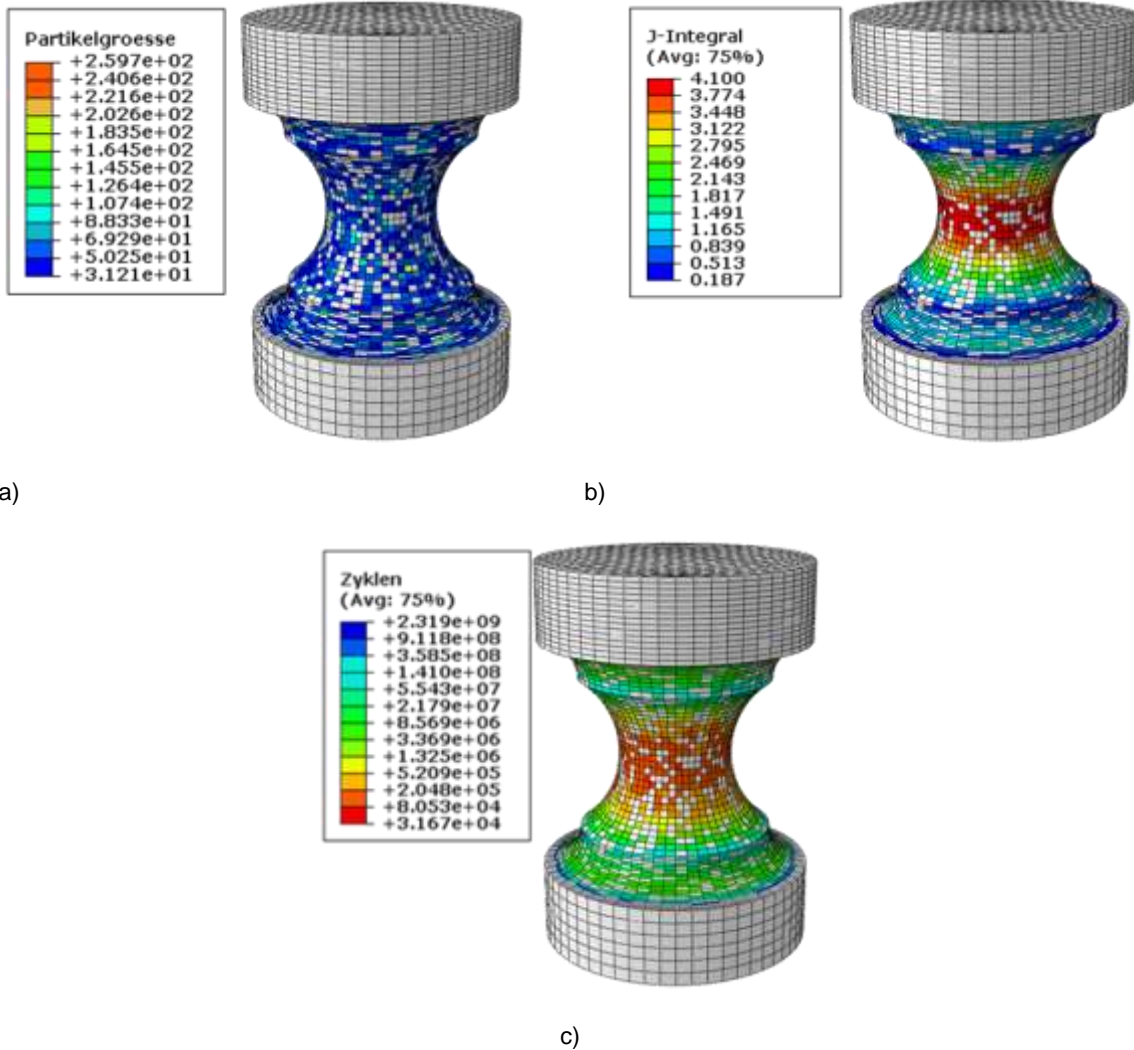 Partikelgroesse
+2.597e+02
+2.406e+02
+2.216e+02
+2.026e+02
+1.835e+02
+1.645e+02
+1.455e+02
+1.264e+02
+1.074e+02
+8.833e+01
+6.929e+01
+5.025e+01
+3.121e+01
J-Integral
(Avg: 75%)
4.100
3.774
3.448
3.122
2.795
2.469
2.143
1.817
1.491
1.165
0.839
0.513
0.187
a)
b)
Zyklen
(Avg: 75%)
+2.319e+09
+9.118e+08
+3.585e+08
+1.410e+08
+5.543e+07
+2.179e+07
+8.569e+06
+3.369e+06
+1.325e+06
+5.209e+05
+2.048e+05
+8.053e+04
+3.167e+04
c)